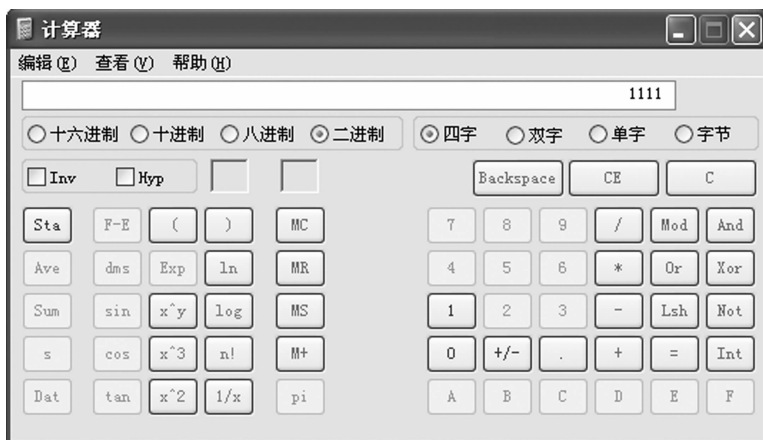 计算器
编辑(E) 查看(V) 帮助(H)
1111
十六进制 十进制 八进制 二进制 四字 双字 单字 字节
Inv Hyp Backspace CE C
Sta F-E ( ) MC 7 8 9 / Mod And
Ave dms Exp ln MR 4 5 6 * Or Xor
Sum sin x^y log MS 1 2 3 - Lsh Not
s cos x^3 n! M+ 0 +/- . + = Int
Dat tan x^2 1/x pi A B C D E F